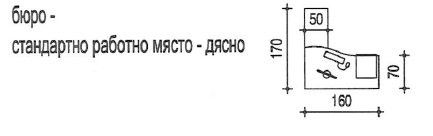 бюро -
стандартно работно място - дясно
50
170
70
160